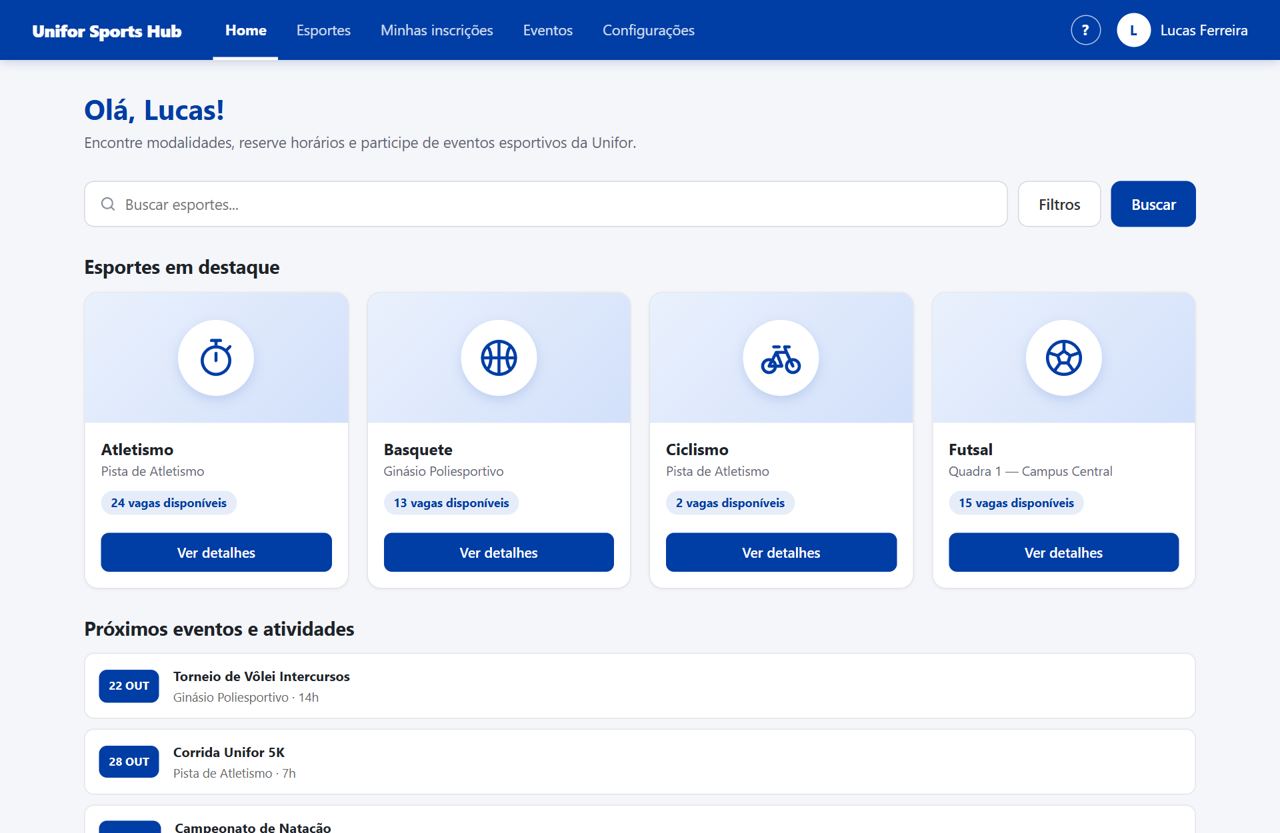 Unifor Sports Hub
Home
Esportes
Minhas inscrições
Eventos
Configurações
?
L
Lucas Ferreira
Olá, Lucas!
Encontre modalidades, reserve horários e participe de eventos esportivos da Unifor.
Buscar esportes...
Filtros
Buscar
Esportes em destaque
Atletismo
Pista de Atletismo
24 vagas disponíveis
Ver detalhes
Basquete
Ginásio Poliesportivo
13 vagas disponíveis
Ver detalhes
Ciclismo
Pista de Atletismo
2 vagas disponíveis
Ver detalhes
Futsal
Quadra 1 — Campus Central
15 vagas disponíveis
Ver detalhes
Próximos eventos e atividades
22 OUT
Torneio de Vôlei Intercursos
Ginásio Poliesportivo · 14h
28 OUT
Corrida Unifor 5K
Pista de Atletismo · 7h
Campeonato de Natação